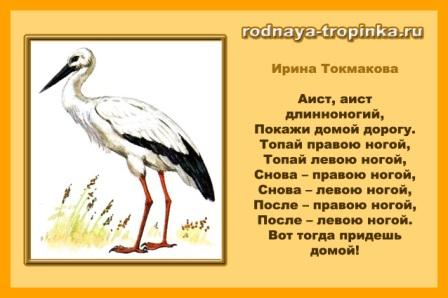 rodnaya-tropinka.ru
Ирина Токмакова
Аист, аист
длинноногий,
Покажи домой дорогу.
Топай правою ногой,
Топай левою ногой,
Снова – правою ногой,
Снова – левою ногой,
После – правою ногой,
После – левою ногой.
Вот тогда придешь
домой!